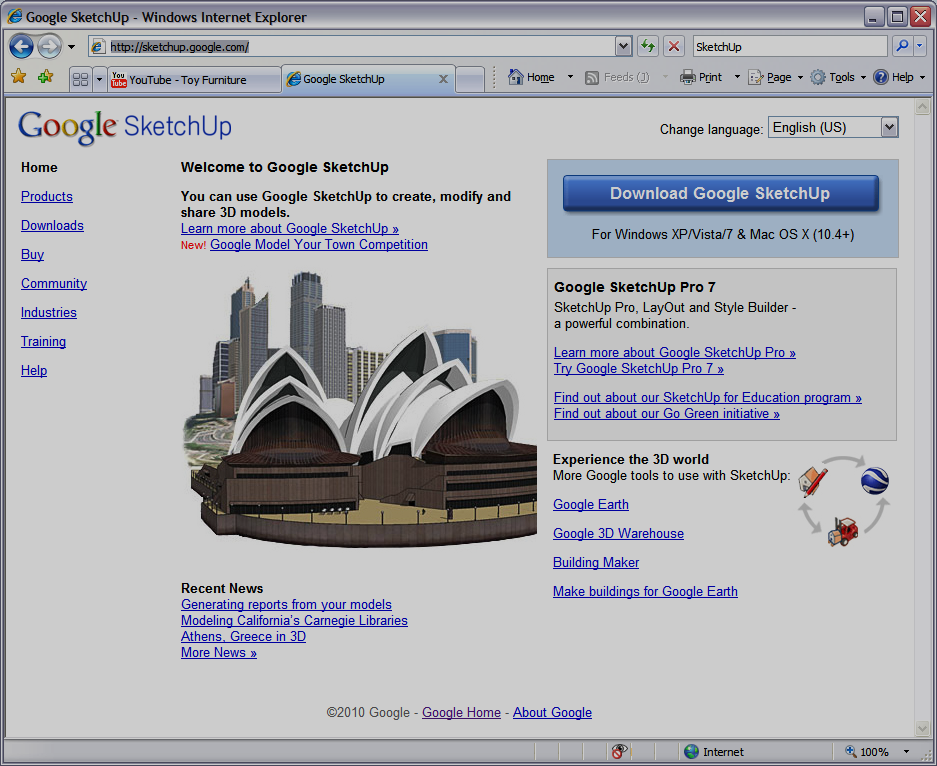 Google SketchUp - Windows Internet Explorer
http://sketchup.google.com/
SketchUp
You Tube YouTube - Toy Furniture
Google SketchUp
Home
Feeds (J)
Print
Page
Tools
Help
Google SketchUp
Change language: English (US)
Home
Products
Downloads
Buy
Community
Industries
Training
Help
Welcome to Google SketchUp
You can use Google SketchUp to create, modify and
share 3D models.
Learn more about Google SketchUp »
New! Google Model Your Town Competition
Recent News
Generating reports from your models
Modeling California's Carnegie Libraries
Athens, Greece in 3D
More News »
Download Google SketchUp
For Windows XP/Vista/7 & Mac OS X (10.4+)
Google SketchUp Pro 7
SketchUp Pro, LayOut and Style Builder -
a powerful combination.
Learn more about Google SketchUp Pro »
Try Google SketchUp Pro 7 »
Find out about our SketchUp for Education program »
Find out about our Go Green initiative »
Experience the 3D world
More Google tools to use with SketchUp:
Google Earth
Google 3D Warehouse
Building Maker
Make buildings for Google Earth
©2010 Google - Google Home - About Google
Internet
100%